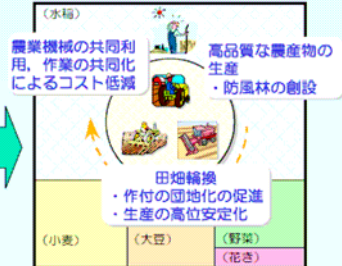 （水稲）
農業機械の共同利
用，作業の共同化
によるコスト低減
高品質な農産物の
生産
・防風林の創設
田畑輪換
・作付の団地化の促進
・生産の高位安定化
（小麦）
（大豆）
（野菜）
（花き）